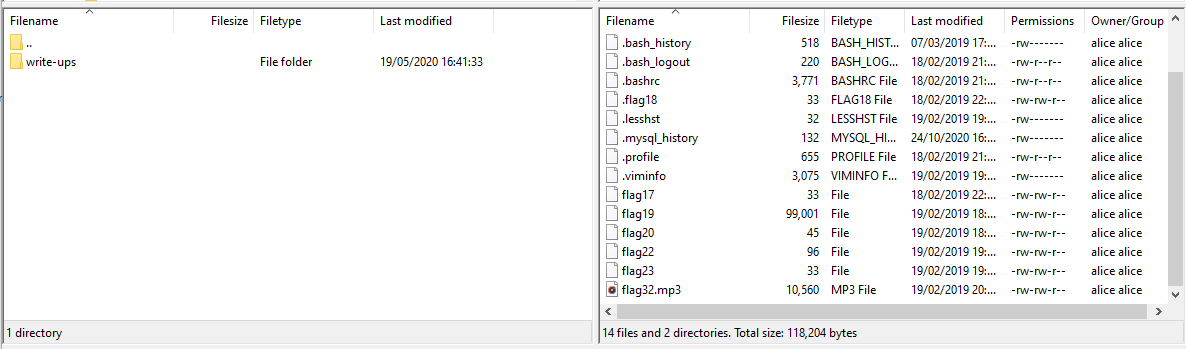 Filename Filesize Filetype Last modified
..
write-ups File folder 19/05/2020 16:41:33
1 directory
Filename Filesize Filetype Last modified Permissions Owner/Group
.bash_history 518 BASH_HIST... 07/03/2019 17:... -rw------- alice alice
.bash_logout 220 BASH_LOG... 18/02/2019 21:... -rw-r--r-- alice alice
.bashrc 3,771 BASHRC File 18/02/2019 21:... -rw-r--r-- alice alice
.flag18 33 FLAG18 File 18/02/2019 22:... -rw-rw-r-- alice alice
.lesshst 32 LESSHST File 19/02/2019 19:... -rw------- alice alice
.mysql_history 132 MYSQL_HI... 24/10/2020 16:... -rw------- alice alice
.profile 655 PROFILE File 18/02/2019 21:... -rw-r--r-- alice alice
.viminfo 3,075 VIMINFO F... 19/02/2019 19:... -rw------- alice alice
flag17 33 File 18/02/2019 22:... -rw-rw-r-- alice alice
flag19 99,001 File 19/02/2019 18:... -rw-rw-r-- alice alice
flag20 45 File 19/02/2019 18:... -rw-rw-r-- alice alice
flag22 96 File 19/02/2019 19:... -rw-rw-r-- alice alice
flag23 33 File 19/02/2019 19:... -rw-rw-r-- alice alice
flag32.mp3 10,560 MP3 File 19/02/2019 20:... -rw-rw-r-- alice alice
14 files and 2 directories. Total size: 118,204 bytes